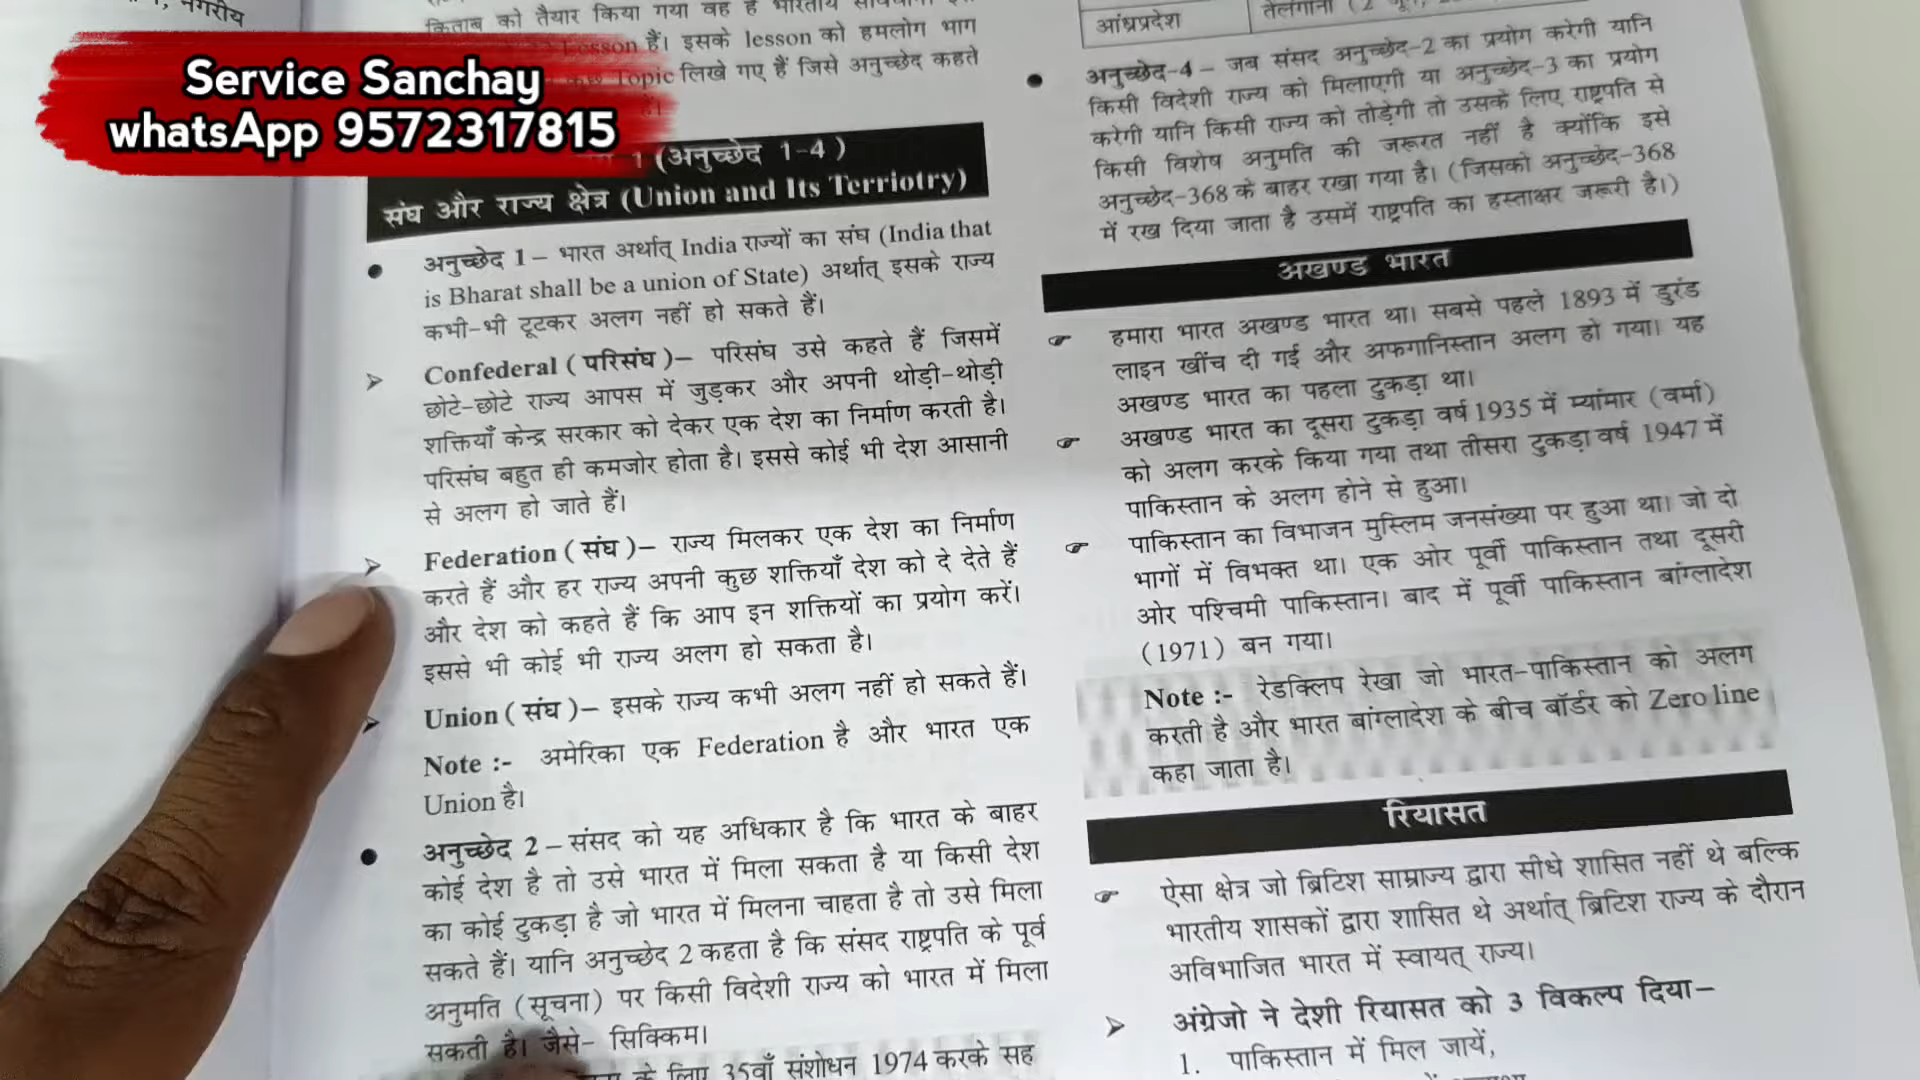 , नगरीय
Service Sanchay
whatsApp 9572317815
किताब को तैयार किया गया वह है भारतीय
हैं। इसके lesson को हमलोग भाग
Topic लिखे गए हैं जिसे अनुच्छेद कहते
1 (अनुच्छेद 1-4 )
संघ और राज्य क्षेत्र (Union and Its Terriotry)
• अनुच्छेद 1 – भारत अर्थात् India राज्यों का संघ (India that
is Bharat shall be a union of State) अर्थात् इसके राज्य
कभी-भी टूटकर अलग नहीं हो सकते हैं।
➤ Confederal ( परिसंघ )– परिसंघ उसे कहते हैं जिसमें
छोटे-छोटे राज्य आपस में जुड़कर और अपनी थोड़ी-थोड़ी
शक्तियाँ केन्द्र सरकार को देकर एक देश का निर्माण करती है।
परिसंघ बहुत ही कमजोर होता है। इससे कोई भी देश आसानी
से अलग हो जाते हैं।
➤ Federation ( संघ )– राज्य मिलकर एक देश का निर्माण
करते हैं और हर राज्य अपनी कुछ शक्तियाँ देश को दे देते हैं
और देश को कहते हैं कि आप इन शक्तियों का प्रयोग करें।
इससे भी कोई भी राज्य अलग हो सकता है।
➤ Union ( संघ )– इसके राज्य कभी अलग नहीं हो सकते हैं।
Note :- अमेरिका एक Federation है और भारत एक
Union है।
• अनुच्छेद 2 – संसद को यह अधिकार है कि भारत के बाहर
कोई देश है तो उसे भारत में मिला सकता है या किसी देश
का कोई टुकड़ा है जो भारत में मिलना चाहता है तो उसे मिला
सकते हैं। यानि अनुच्छेद 2 कहता है कि संसद राष्ट्रपति के पूर्व
अनुमति (सूचना) पर किसी विदेशी राज्य को भारत में मिला
सकती है। जैसे- सिक्किम।
के लिए 35वाँ संशोधन 1974 करके सह
आंध्रप्रदेश
तेलंगाना (2 जून,
• अनुच्छेद-4 – जब संसद अनुच्छेद-2 का प्रयोग करेगी यानि
किसी विदेशी राज्य को मिलाएगी या अनुच्छेद-3 का प्रयोग
करेगी यानि किसी राज्य को तोड़ेगी तो उसके लिए राष्ट्रपति से
किसी विशेष अनुमति की जरूरत नहीं है क्योंकि इसे
अनुच्छेद-368 के बाहर रखा गया है। (जिसको अनुच्छेद-368
में रख दिया जाता है उसमें राष्ट्रपति का हस्ताक्षर जरूरी है।)
अखण्ड भारत
☞ हमारा भारत अखण्ड भारत था। सबसे पहले 1893 में डुरंड
लाइन खींच दी गई और अफगानिस्तान अलग हो गया। यह
अखण्ड भारत का पहला टुकड़ा था।
☞ अखण्ड भारत का दूसरा टुकड़ा वर्ष 1935 में म्यांमार (वर्मा)
को अलग करके किया गया तथा तीसरा टुकड़ा वर्ष 1947 में
पाकिस्तान के अलग होने से हुआ।
☞ पाकिस्तान का विभाजन मुस्लिम जनसंख्या पर हुआ था। जो दो
भागों में विभक्त था। एक ओर पूर्वी पाकिस्तान तथा दूसरी
ओर पश्चिमी पाकिस्तान। बाद में पूर्वी पाकिस्तान बांग्लादेश
(1971) बन गया।
Note :- रेडक्लिप रेखा जो भारत-पाकिस्तान को अलग
करती है और भारत बांग्लादेश के बीच बॉर्डर को Zero line
कहा जाता है।
रियासत
☞ ऐसा क्षेत्र जो ब्रिटिश साम्राज्य द्वारा सीधे शासित नहीं थे बल्कि
भारतीय शासकों द्वारा शासित थे अर्थात् ब्रिटिश राज्य के दौरान
अविभाजित भारत में स्वायत् राज्य।
➤ अंग्रेजो ने देशी रियासत को 3 विकल्प दिया–
1. पाकिस्तान में मिल जायें,